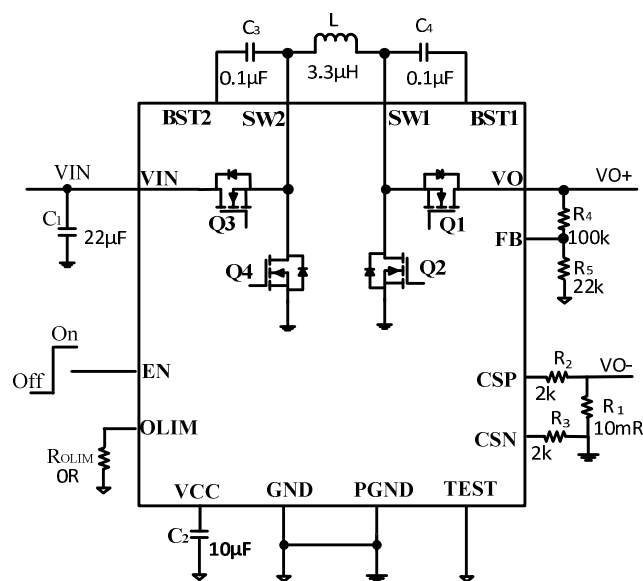 C3
L
C4
0.1µF
3.3µH
0.1µF
BST2
SW2
SW1
BST1
VIN
VIN
VO
VO+
C1
22µF
Q3
Q1
R4
100k
FB
Q4
Q2
R5
22k
On
Off
EN
CSP
R2
2k
VO-
R1
10mR
OLIM
CSN
R3
2k
ROLIM
0R
VCC
GND
PGND
TEST
C2
10µF